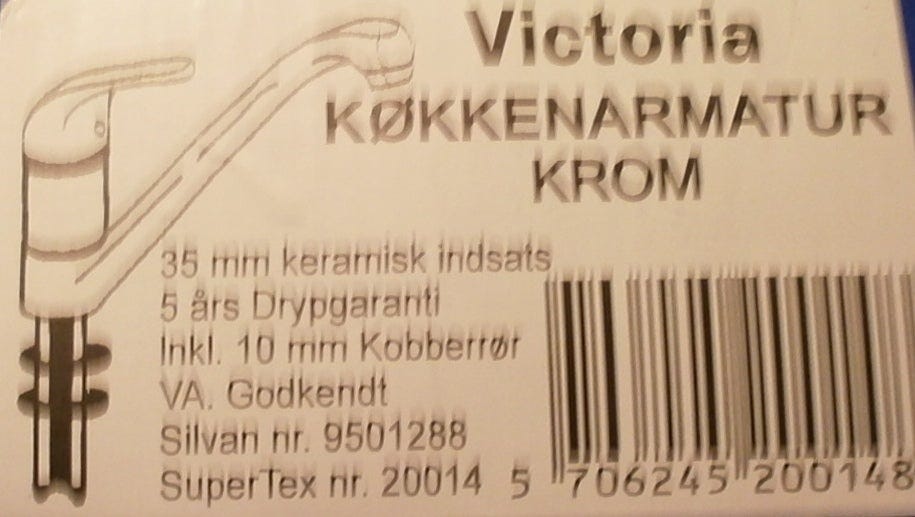 Victoria
KØKKENARMATUR
KROM
35 mm keramisk indsats
5 års Drypgaranti
Inkl. 10 mm Kobberrør
VA. Godkendt
Silvan nr. 9501288
SuperTex nr. 20014
5 706245 200148